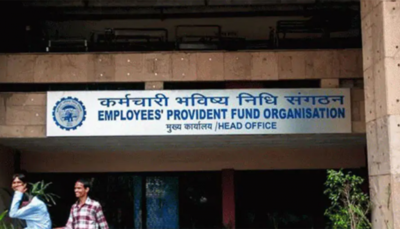 कर्मचारी भविष्य निधि संगठन
EMPLOYEES' PROVIDENT FUND ORGANISATION
मुख्य कार्यालय /HEAD OFFICE